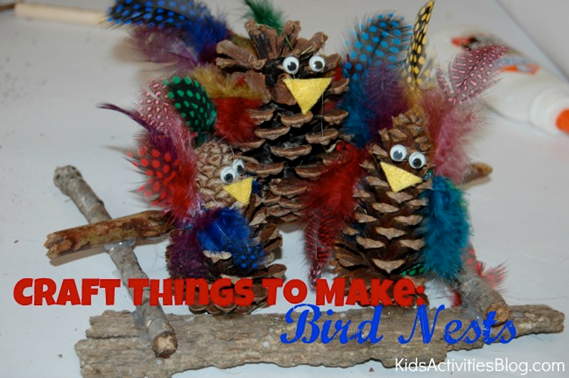 Craft Things to Make:
Bird Nests
KidsActivitiesBlog.com